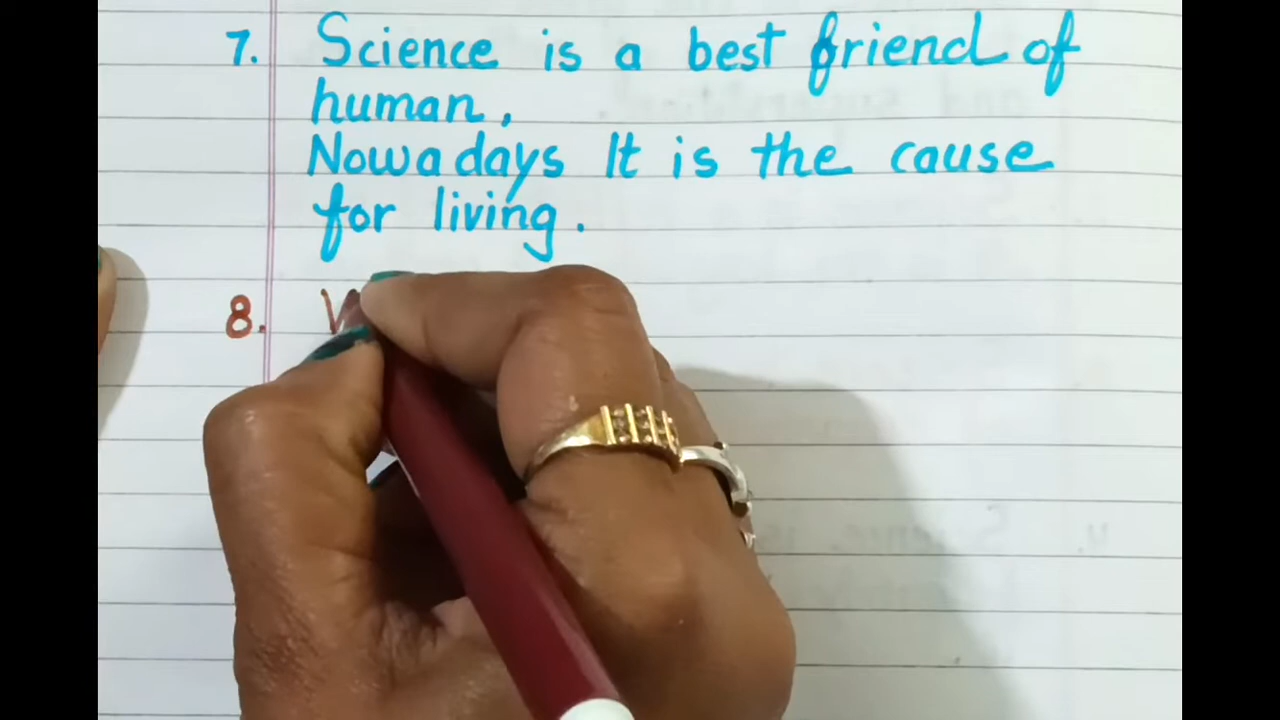 7. Science is a best friend of
human,
Nowadays It is the cause
for living.
8.